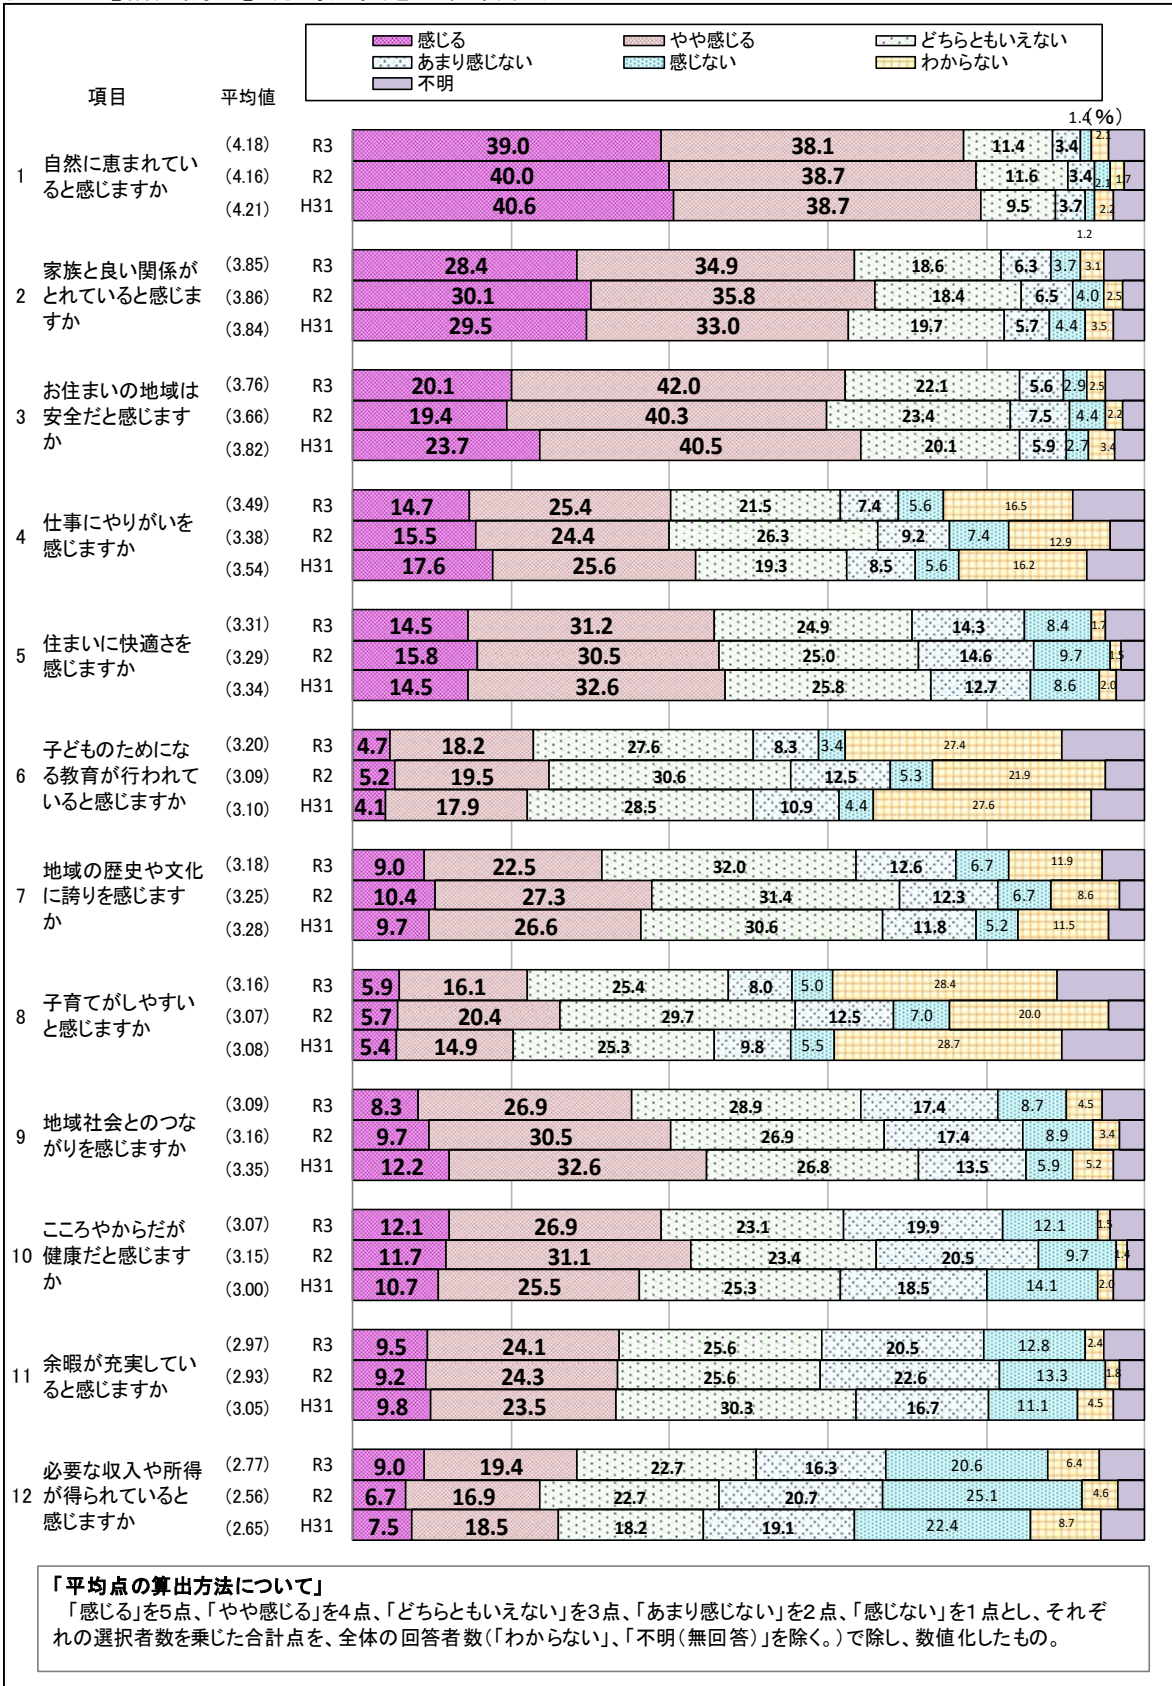 感じる やや感じる どちらともいえない
あまり感じない 感じない わからない
不明
項目 平均値
1.4 (%)
1 自然に恵まれてい
ると感じますか
(4.18) R3 39.0 38.1 11.4 3.4 2.1
(4.16) R2 40.0 38.7 11.6 3.4 2.1 1.7
(4.21) H31 40.6 38.7 9.5 3.7 2.2
1.2
2 家族と良い関係が
とれていると感じま
すか
(3.85) R3 28.4 34.9 18.6 6.3 3.7 3.1
(3.86) R2 30.1 35.8 18.4 6.5 4.0 2.5
(3.84) H31 29.5 33.0 19.7 5.7 4.4 3.5
3 お住まいの地域は
安全だと感じます
か
(3.76) R3 20.1 42.0 22.1 5.6 2.9 2.5
(3.66) R2 19.4 40.3 23.4 7.5 4.4 2.2
(3.82) H31 23.7 40.5 20.1 5.9 2.7 3.4
4 仕事にやりがいを
感じますか
(3.49) R3 14.7 25.4 21.5 7.4 5.6 16.5
(3.38) R2 15.5 24.4 26.3 9.2 7.4 12.9
(3.54) H31 17.6 25.6 19.3 8.5 5.6 16.2
5 住まいに快適さを
感じますか
(3.31) R3 14.5 31.2 24.9 14.3 8.4 1.7
(3.29) R2 15.8 30.5 25.0 14.6 9.7 1.5
(3.34) H31 14.5 32.6 25.8 12.7 8.6 2.0
6 子どものためにな
る教育が行われて
いると感じますか
(3.20) R3 4.7 18.2 27.6 8.3 3.4 27.4
(3.09) R2 5.2 19.5 30.6 12.5 5.3 21.9
(3.10) H31 4.1 17.9 28.5 10.9 4.4 27.6
7 地域の歴史や文化
に誇りを感じます
か
(3.18) R3 9.0 22.5 32.0 12.6 6.7 11.9
(3.25) R2 10.4 27.3 31.4 12.3 6.7 8.6
(3.28) H31 9.7 26.6 30.6 11.8 5.2 11.5
8 子育てがしやすい
と感じますか
(3.16) R3 5.9 16.1 25.4 8.0 5.0 28.4
(3.07) R2 5.7 20.4 29.7 12.5 7.0 20.0
(3.08) H31 5.4 14.9 25.3 9.8 5.5 28.7
9 地域社会とのつな
がりを感じますか
(3.09) R3 8.3 26.9 28.9 17.4 8.7 4.5
(3.16) R2 9.7 30.5 26.9 17.4 8.9 3.4
(3.35) H31 12.2 32.6 26.8 13.5 5.9 5.2
10 こころやからだが
健康だと感じます
か
(3.07) R3 12.1 26.9 23.1 19.9 12.1 1.5
(3.15) R2 11.7 31.1 23.4 20.5 9.7 1.4
(3.00) H31 10.7 25.5 25.3 18.5 14.1 2.0
11 余暇が充実してい
ると感じますか
(2.97) R3 9.5 24.1 25.6 20.5 12.8 2.4
(2.93) R2 9.2 24.3 25.6 22.6 13.3 1.8
(3.05) H31 9.8 23.5 30.3 16.7 11.1 4.5
12 必要な収入や所得
が得られていると
感じますか
(2.77) R3 9.0 19.4 22.7 16.3 20.6 6.4
(2.56) R2 6.7 16.9 22.7 20.7 25.1 4.6
(2.65) H31 7.5 18.5 18.2 19.1 22.4 8.7
「平均点の算出方法について」
「感じる」を5点、「やや感じる」を4点、「どちらともいえない」を3点、「あまり感じない」を2点、「感じない」を1点とし、それぞ
れの選択者数を乗じた合計点を、全体の回答者数(「わからない」、「不明(無回答)」を除く。)で除し、数値化したもの。